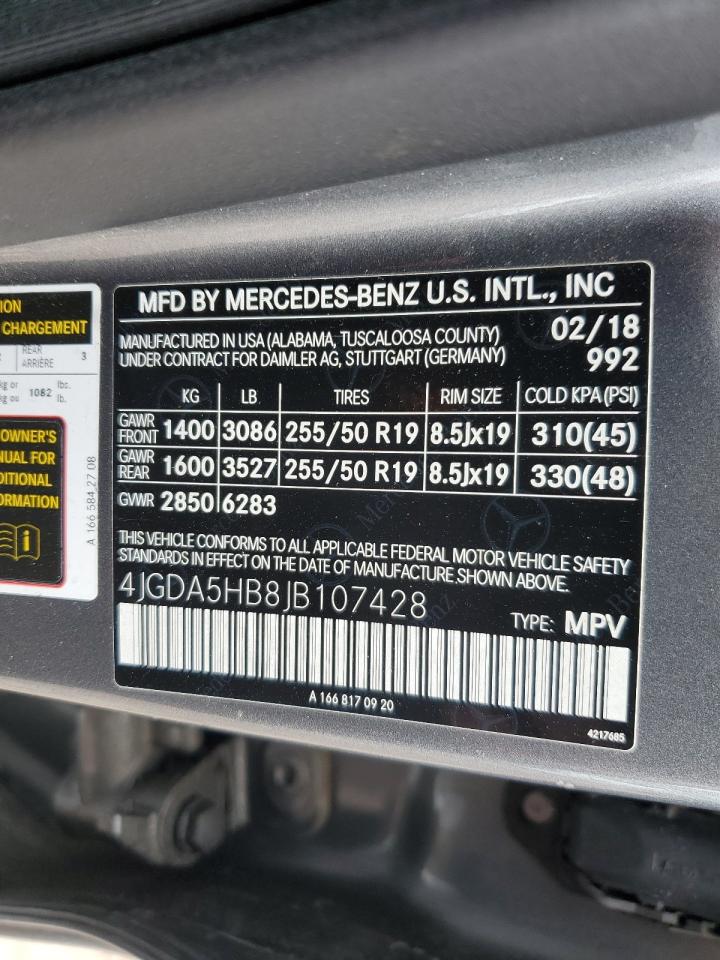 ION
CHARGEMENT
REAR
ARRIÈRE
3
kg or
kg ou
1082
lbs.
lb.
OWNER'S
NUAL FOR
DITIONAL
FORMATION
i
A 166 584 27 08
MFD BY MERCEDES-BENZ U.S. INTL., INC
MANUFACTURED IN USA (ALABAMA, TUSCALOOSA COUNTY) 02/18
UNDER CONTRACT FOR DAIMLER AG, STUTTGART (GERMANY) 992
KG LB TIRES RIM SIZE COLD KPA (PSI)
GAWR FRONT 1400 3086 255/50 R19 8.5Jx19 310(45)
GAWR REAR 1600 3527 255/50 R19 8.5Jx19 330(48)
GVWR 2850 6283
THIS VEHICLE CONFORMS TO ALL APPLICABLE FEDERAL MOTOR VEHICLE SAFETY
STANDARDS IN EFFECT ON THE DATE OF MANUFACTURE SHOWN ABOVE.
4JGDA5HB8JB107428
TYPE: MPV
A 166 817 09 20
4217685